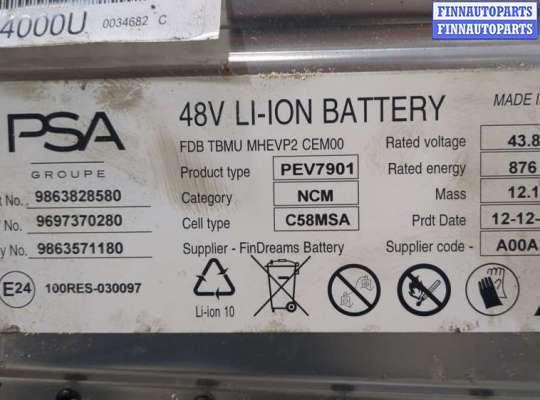 4000U 0034682 C
FINNAUTOPARTS
FINNAUTOPARTS
PSA
GROUPE
48V LI-ION BATTERY MADE I
FDB TBMU MHEVP2 CEM00
Product type PEV7901
Category NCM
Cell type C58MSA
Supplier - FinDreams Battery
Rated voltage 43.8
Rated energy 876
Mass 12.1
Prdt Date 12-12-
Supplier code - A00A
t No. 9863828580
No. 9697370280
y No. 9863571180
E24 100RES-030097
Li-ion 10